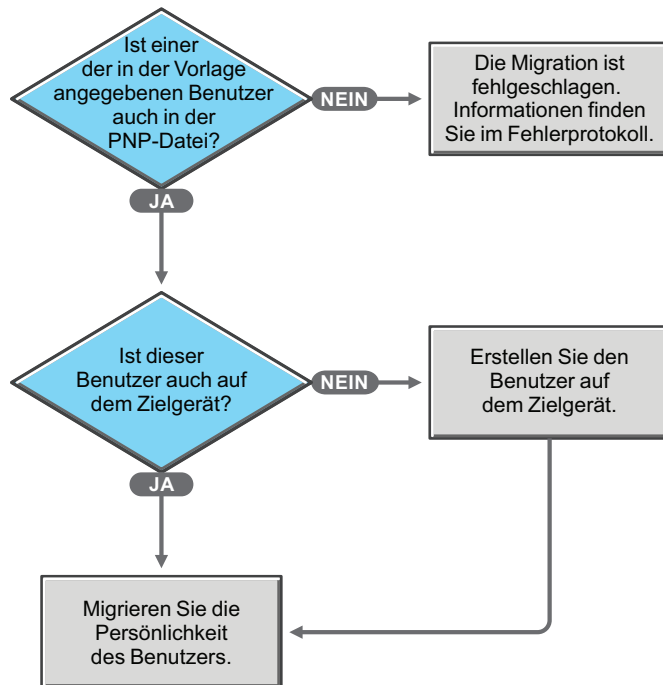 Ist einer
der in der Vorlage
angegebenen Benutzer
auch in der
PNP-Datei?
NEIN
Die Migration ist
fehlgeschlagen.
Informationen finden
Sie im Fehlerprotokoll.
JA
Ist dieser
Benutzer auch auf
dem Zielgerät?
NEIN
Erstellen Sie den
Benutzer auf
dem Zielgerät.
JA
Migrieren Sie die
Persönlichkeit
des Benutzers.